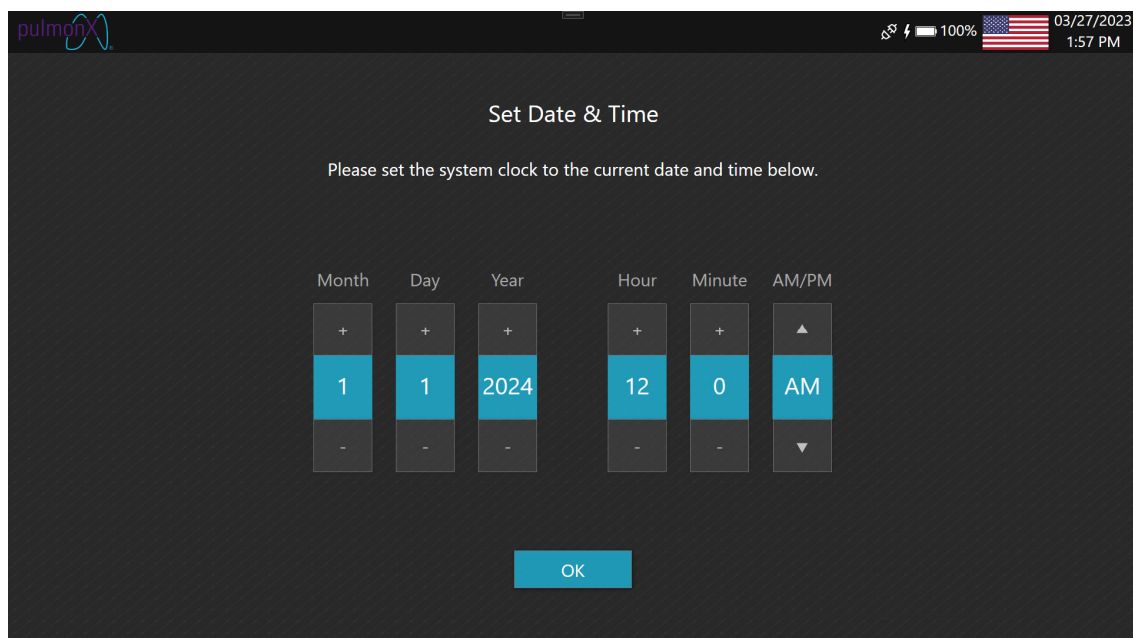 pulmonX®
100%
03/27/2023
1:57 PM
Set Date & Time
Please set the system clock to the current date and time below.
Month Day Year Hour Minute AM/PM
+ + + + + ▲
1 1 2024 12 0 AM
- - - - - ▼
OK